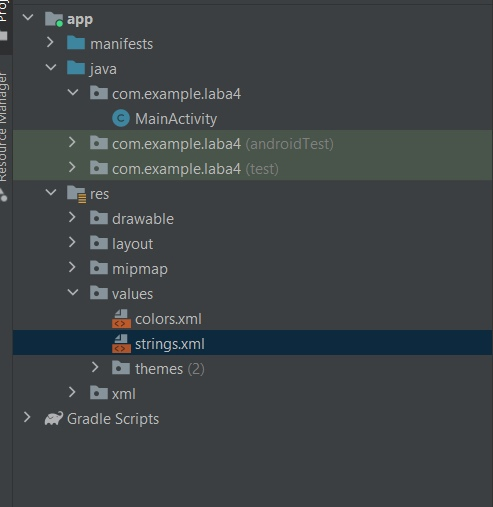 app
manifests
java
com.example.laba4
MainActivity
com.example.laba4 (androidTest)
com.example.laba4 (test)
res
drawable
layout
mipmap
values
colors.xml
strings.xml
themes (2)
xml
Gradle Scripts
Resource Manager